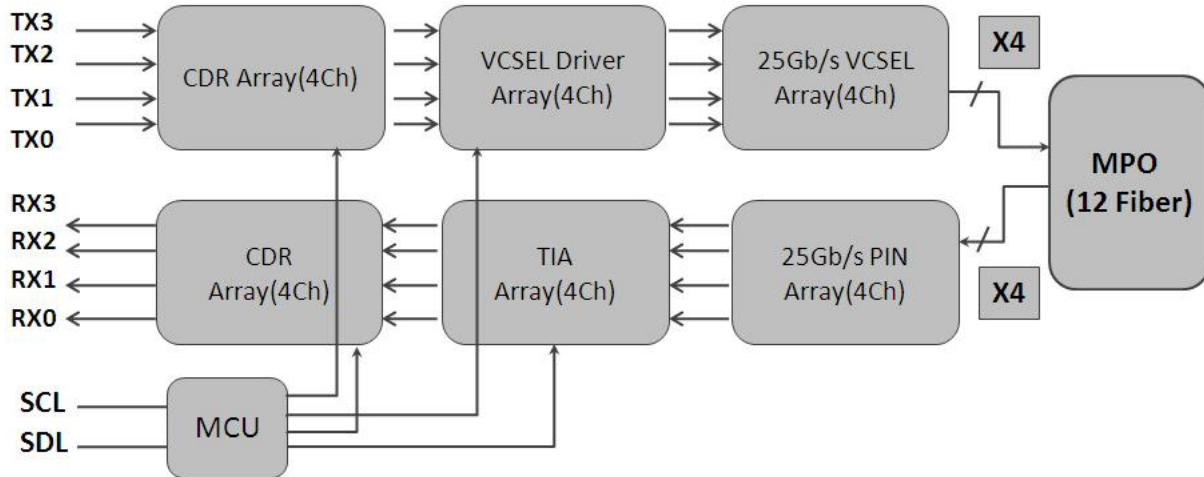 TX3
TX2
TX1
TX0
CDR Array(4Ch)
VCSEL Driver
Array(4Ch)
25Gb/s VCSEL
Array(4Ch)
X4
MPO
(12 Fiber)
RX3
RX2
RX1
RX0
CDR
Array(4Ch)
TIA
Array(4Ch)
25Gb/s PIN
Array(4Ch)
X4
SCL
SDL
MCU